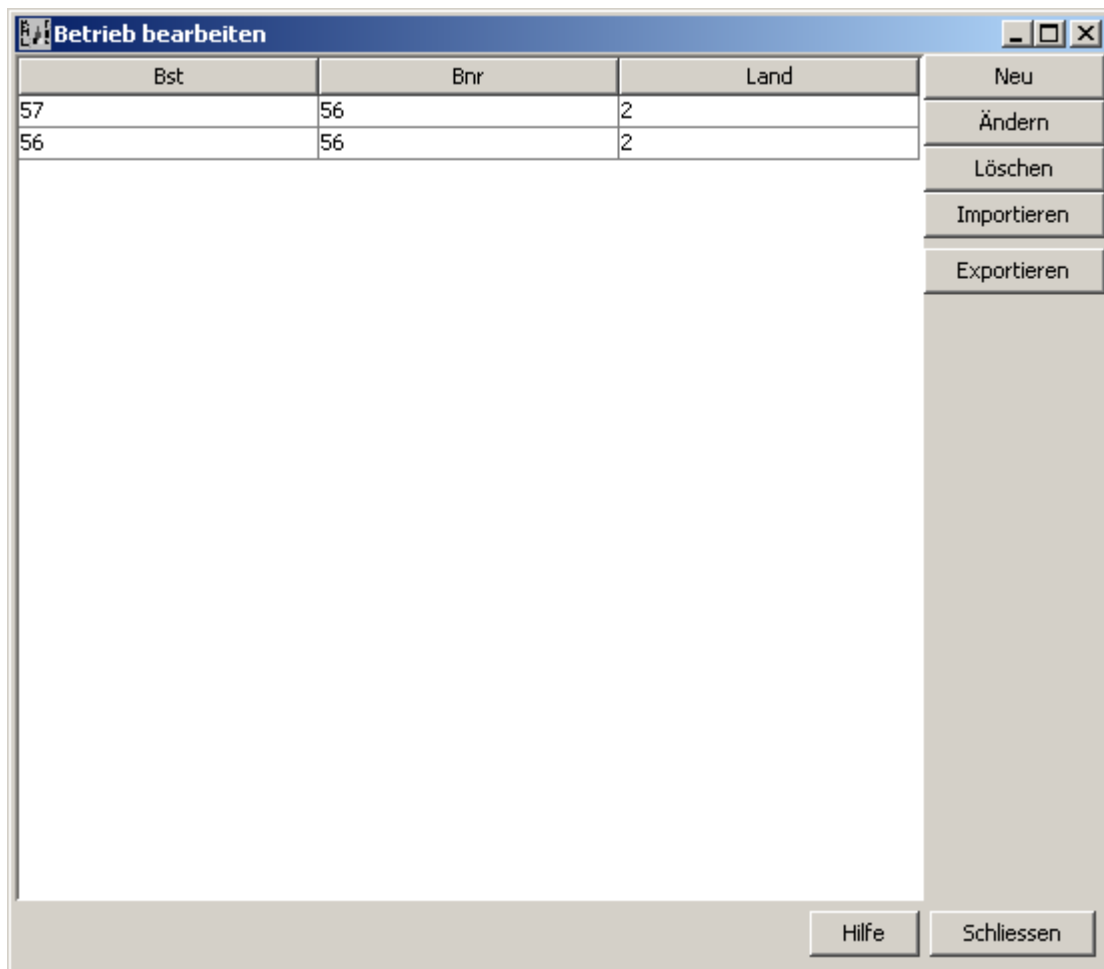 Betrieb bearbeiten
Bst Bnr Land
57 56 2
56 56 2
Neu
Ändern
Löschen
Importieren
Exportieren
Hilfe Schliessen